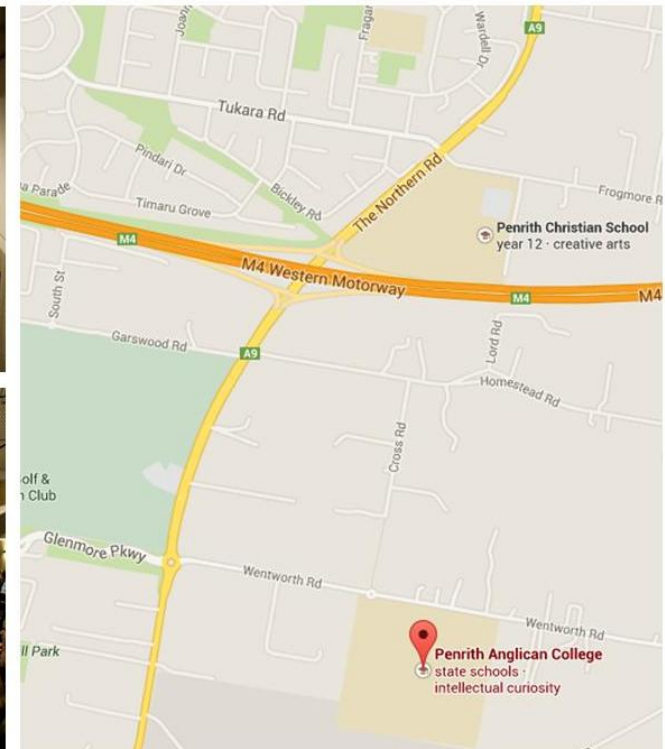 Joann
Fragar
Wardell Dr
A9
Tukara Rd
Pindari Dr
The Northern Rd
Bickley Rd
a Parade
Timaru Grove
Frogmore R
Penrith Christian School
year 12 · creative arts
M4
M4 Western Motorway
M4
M4
South St
Garswood Rd
A9
Lord Rd
Homestead Rd
Cross Rd
olf &
n Club
Glenmore Pkwy
Wentworth Rd
Wentworth Rd
ll Park
Penrith Anglican College
state schools ·
intellectual curiosity